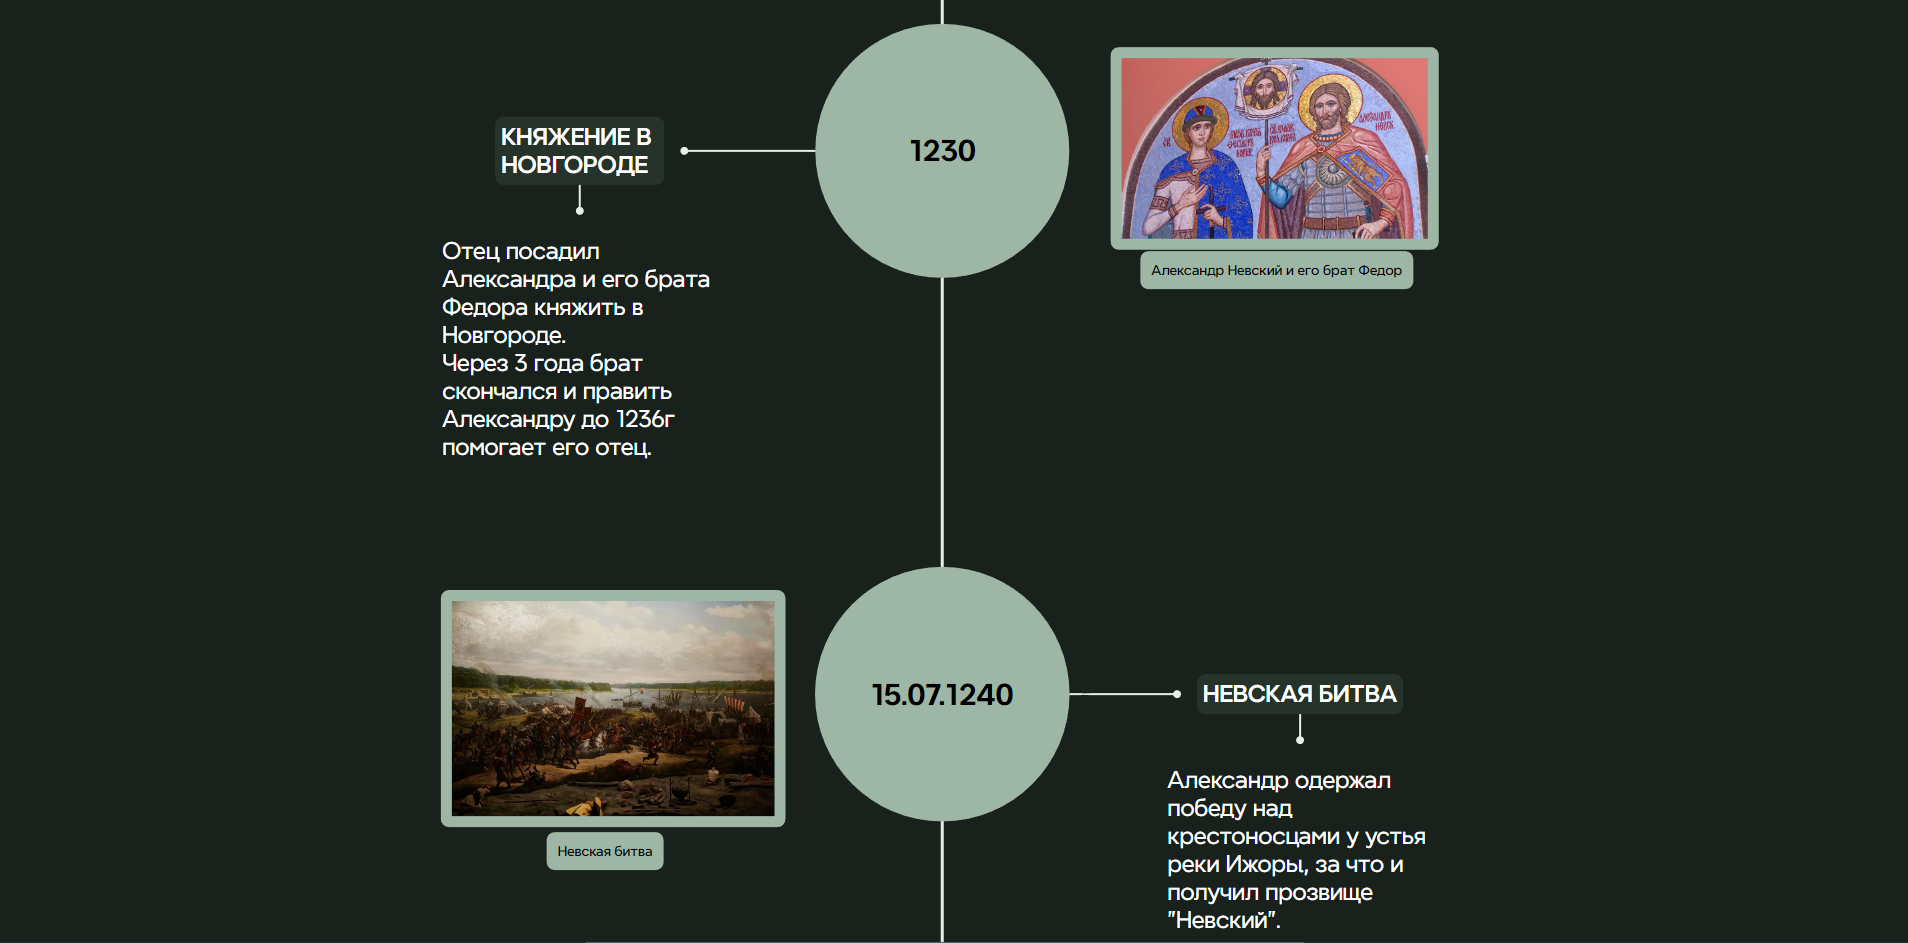 КНЯЖЕНИЕ В
НОВГОРОДЕ
1230
Отец посадил
Александра и его брата
Федора княжить в
Новгороде.
Через 3 года брат
скончался и править
Александру до 1236г
помогает его отец.
Александр Невский и его брат Федор
15.07.1240
НЕВСКАЯ БИТВА
Александр одержал
победу над
крестоносцами у устья
реки Ижоры, за что и
получил прозвище
"Невский".
Невская битва